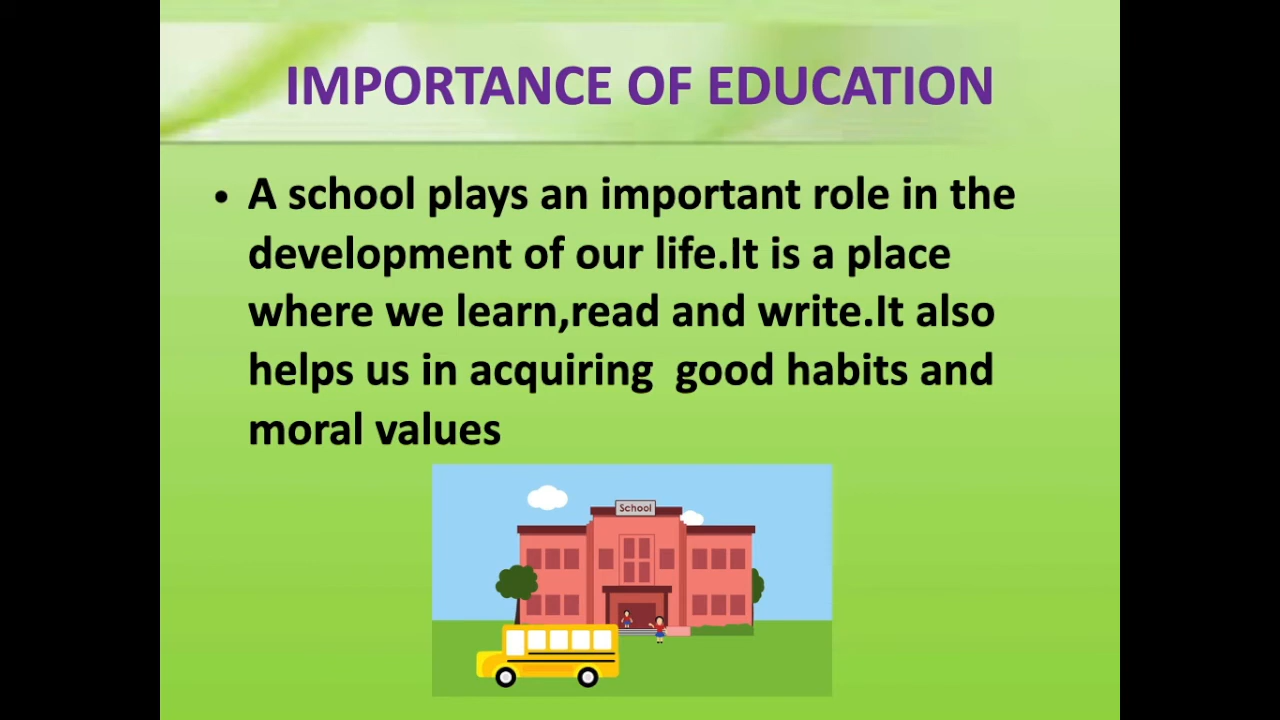 IMPORTANCE OF EDUCATION
• A school plays an important role in the
development of our life.It is a place
where we learn,read and write.It also
helps us in acquiring  good habits and
moral values
School